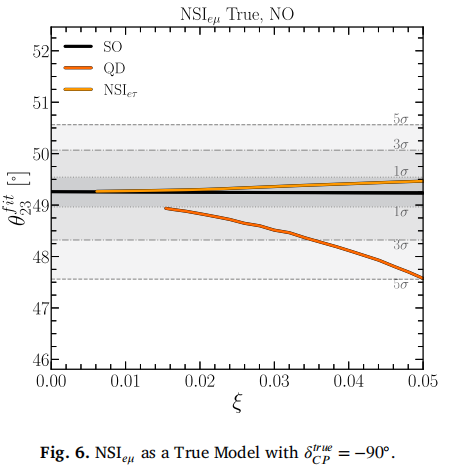 NSIₑμ True, NO
SO
QD
NSIₑτ
52
51
50
49
48
47
46
5σ
3σ
1σ
1σ
3σ
5σ
θ₂₃ᶠⁱᵗ [°]
0.00 0.01 0.02 0.03 0.04 0.05
ξ
Fig. 6. NSIₑμ as a True Model with δ_CP^true = −90°.